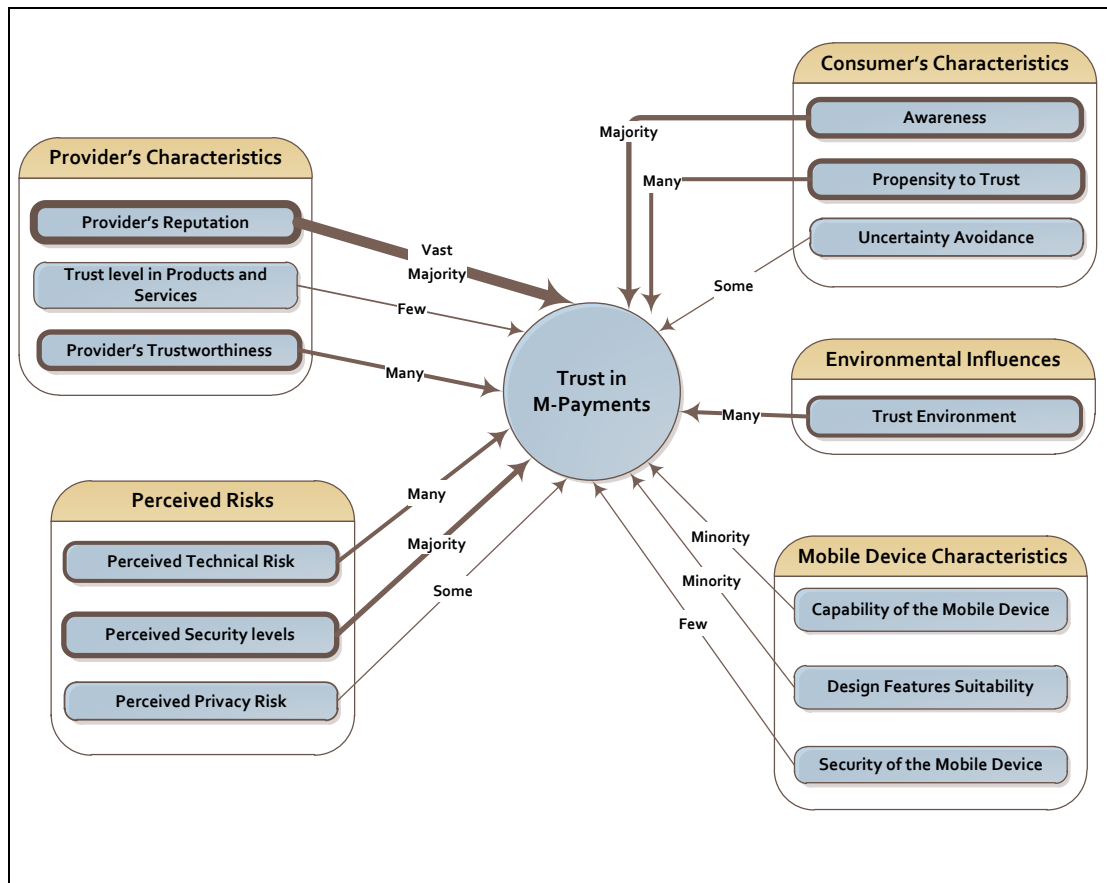 Provider's Characteristics
Provider's Reputation
Trust level in Products and
Services
Provider's Trustworthiness
Vast
Majority
Few
Many
Consumer's Characteristics
Awareness
Propensity to Trust
Uncertainty Avoidance
Majority
Many
Some
Trust in
M-Payments
Environmental Influences
Trust Environment
Many
Perceived Risks
Perceived Technical Risk
Perceived Security levels
Perceived Privacy Risk
Many
Majority
Some
Mobile Device Characteristics
Capability of the Mobile Device
Design Features Suitability
Security of the Mobile Device
Minority
Minority
Few